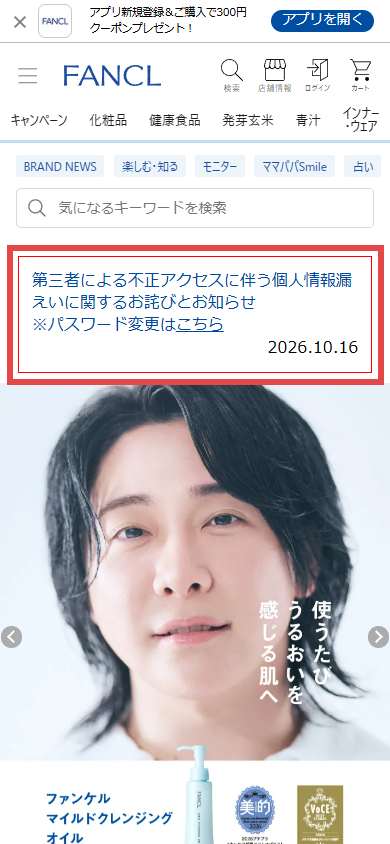 アプリ新規登録&ご購入で300円
クーポンプレゼント！
アプリを開く
FANCL
FANCL
検索
店舗情報
ログイン
カート
キャンペーン
化粧品
健康食品
発芽玄米
青汁
インナー
・ウェア
BRAND NEWS
楽しむ・知る
モニター
ママパパSmile
占い
気になるキーワードを検索
第三者による不正アクセスに伴う個人情報漏
えいに関するお詫びとお知らせ
※パスワード変更はこちら
2026.10.16
使うたび
うるおいを
感じる肌へ
ファンケル
マイルドクレンジング
オイル
FANCL
美的
2026プチプラ
VOCE